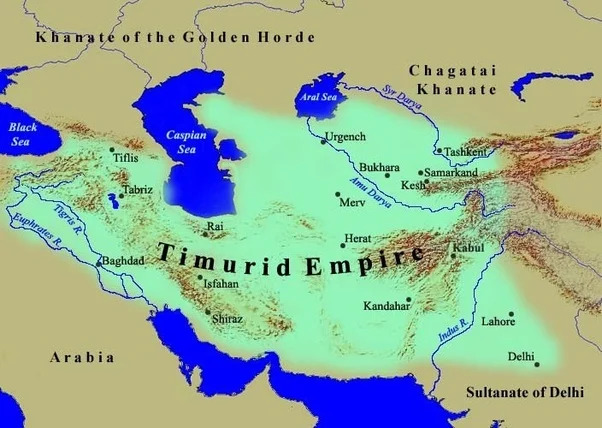 Khanate of the Golden Horde
Chagatai
Khanate
Aral Sea
Syr Darya
Black
Sea
Caspian
Sea
Urgench
Tiflis
Tashkent
Bukhara
Samarkand
Kesh
Tabriz
Amu Darya
Merv
Tigris R.
Euphrates R.
Rai
Herat
Kabul
Timurid Empire
Baghdad
Isfahan
Kandahar
Shiraz
Indus R.
Lahore
Arabia
Delhi
Sultanate of Delhi